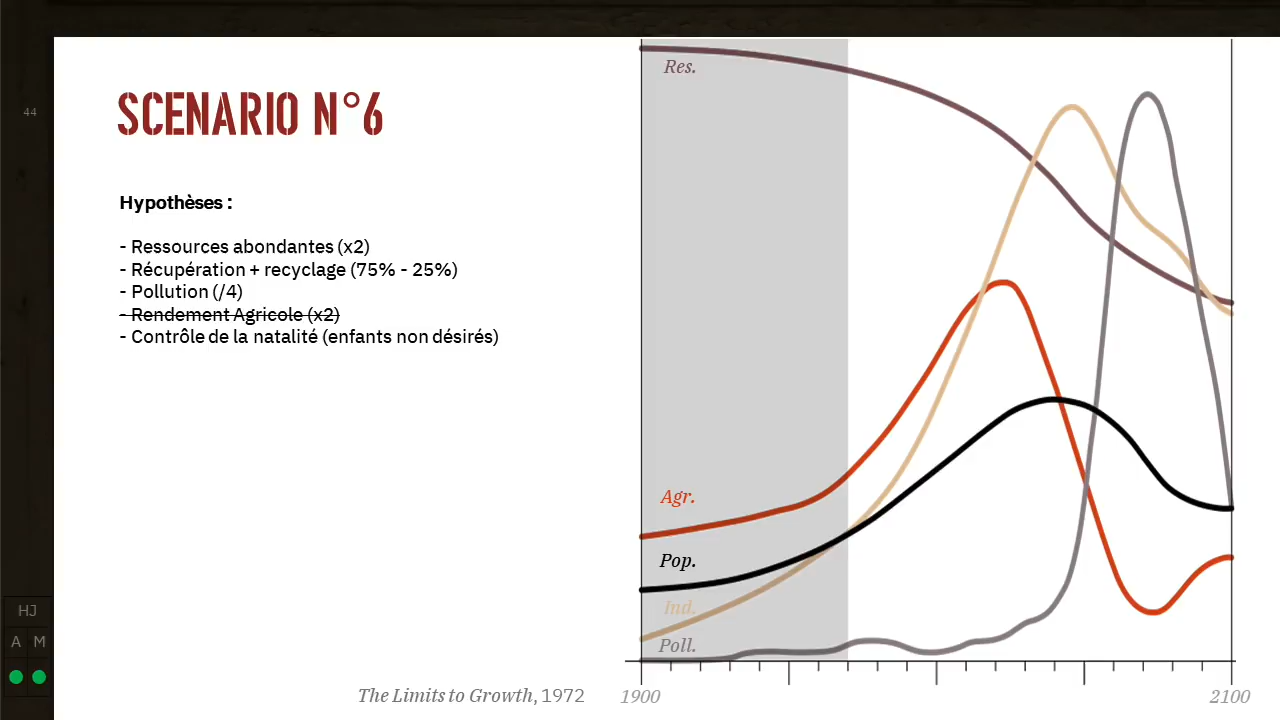 44
SCENARIO N°6
Hypothèses :
- Ressources abondantes (x2)
- Récupération + recyclage (75% - 25%)
- Pollution (/4)
- Rendement Agricole (x2)
- Contrôle de la natalité (enfants non désirés)
HJ
A M
The Limits to Growth, 1972
Res.
Agr.
Pop.
Ind.
Poll.
1900
2100